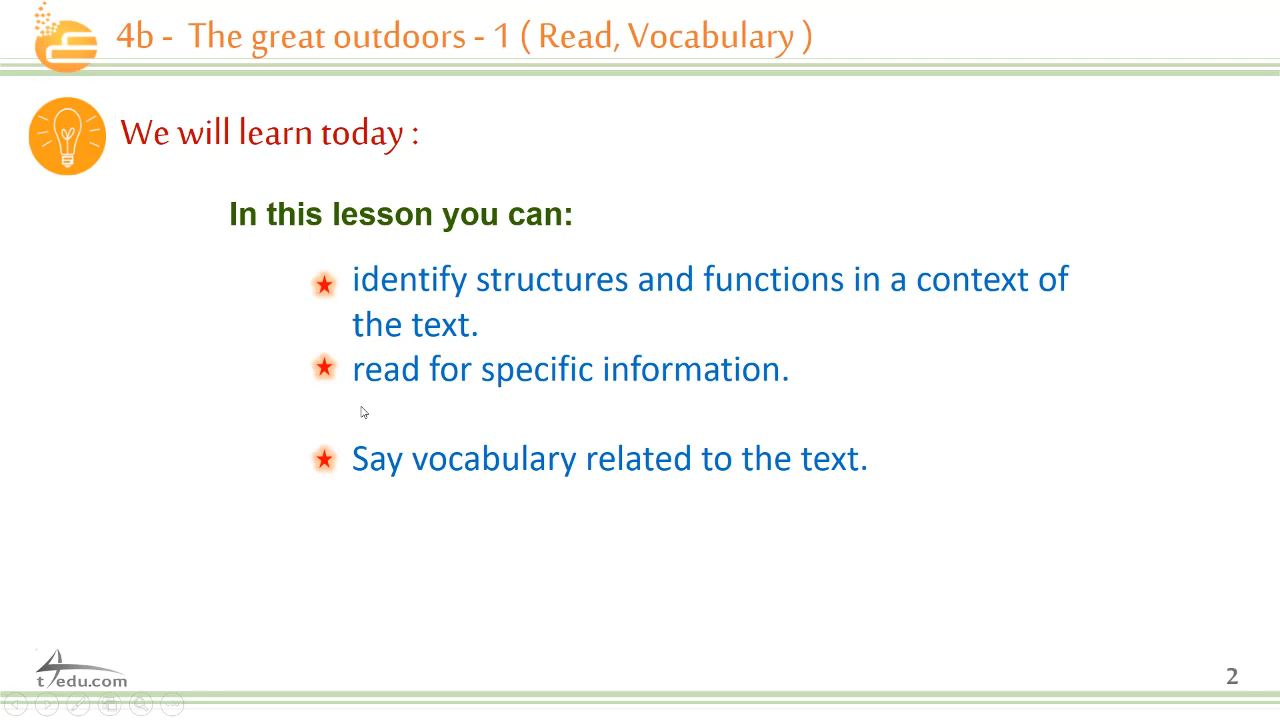 4b - The great outdoors - 1 ( Read, Vocabulary )
We will learn today :
In this lesson you can:
identify structures and functions in a context of
the text.
read for specific information.
Say vocabulary related to the text.
t4edu.com
2